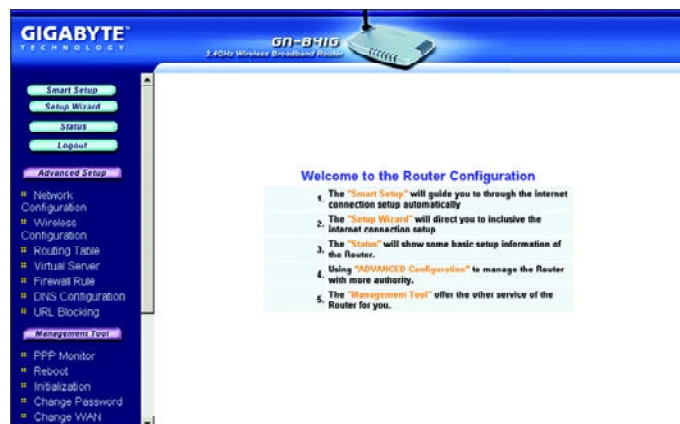 GIGABYTE
TECHNOLOGY
GN-B41G
2.4GHz Wireless Broadband Router
Smart Setup
Setup Wizard
Status
Logout
Advanced Setup
Network
Configuration
Wireless
Configuration
Routing Table
Virtual Server
Firewall Rule
DNS Configuration
URL Blocking
Management Tool
PPP Monitor
Reboot
Initialization
Change Password
Change WAN
Welcome to the Router Configuration
1. The "Smart Setup" will guide you to through the internet
connection setup automatically
2. The "Setup Wizard" will direct you to inclusive the
internet connection setup
3. The "Status" will show some basic setup information of
the Router.
4. Using "ADVANCED Configuration" to manage the Router
with more authority.
5. The "Management Tool" offer the other service of the
Router for you.